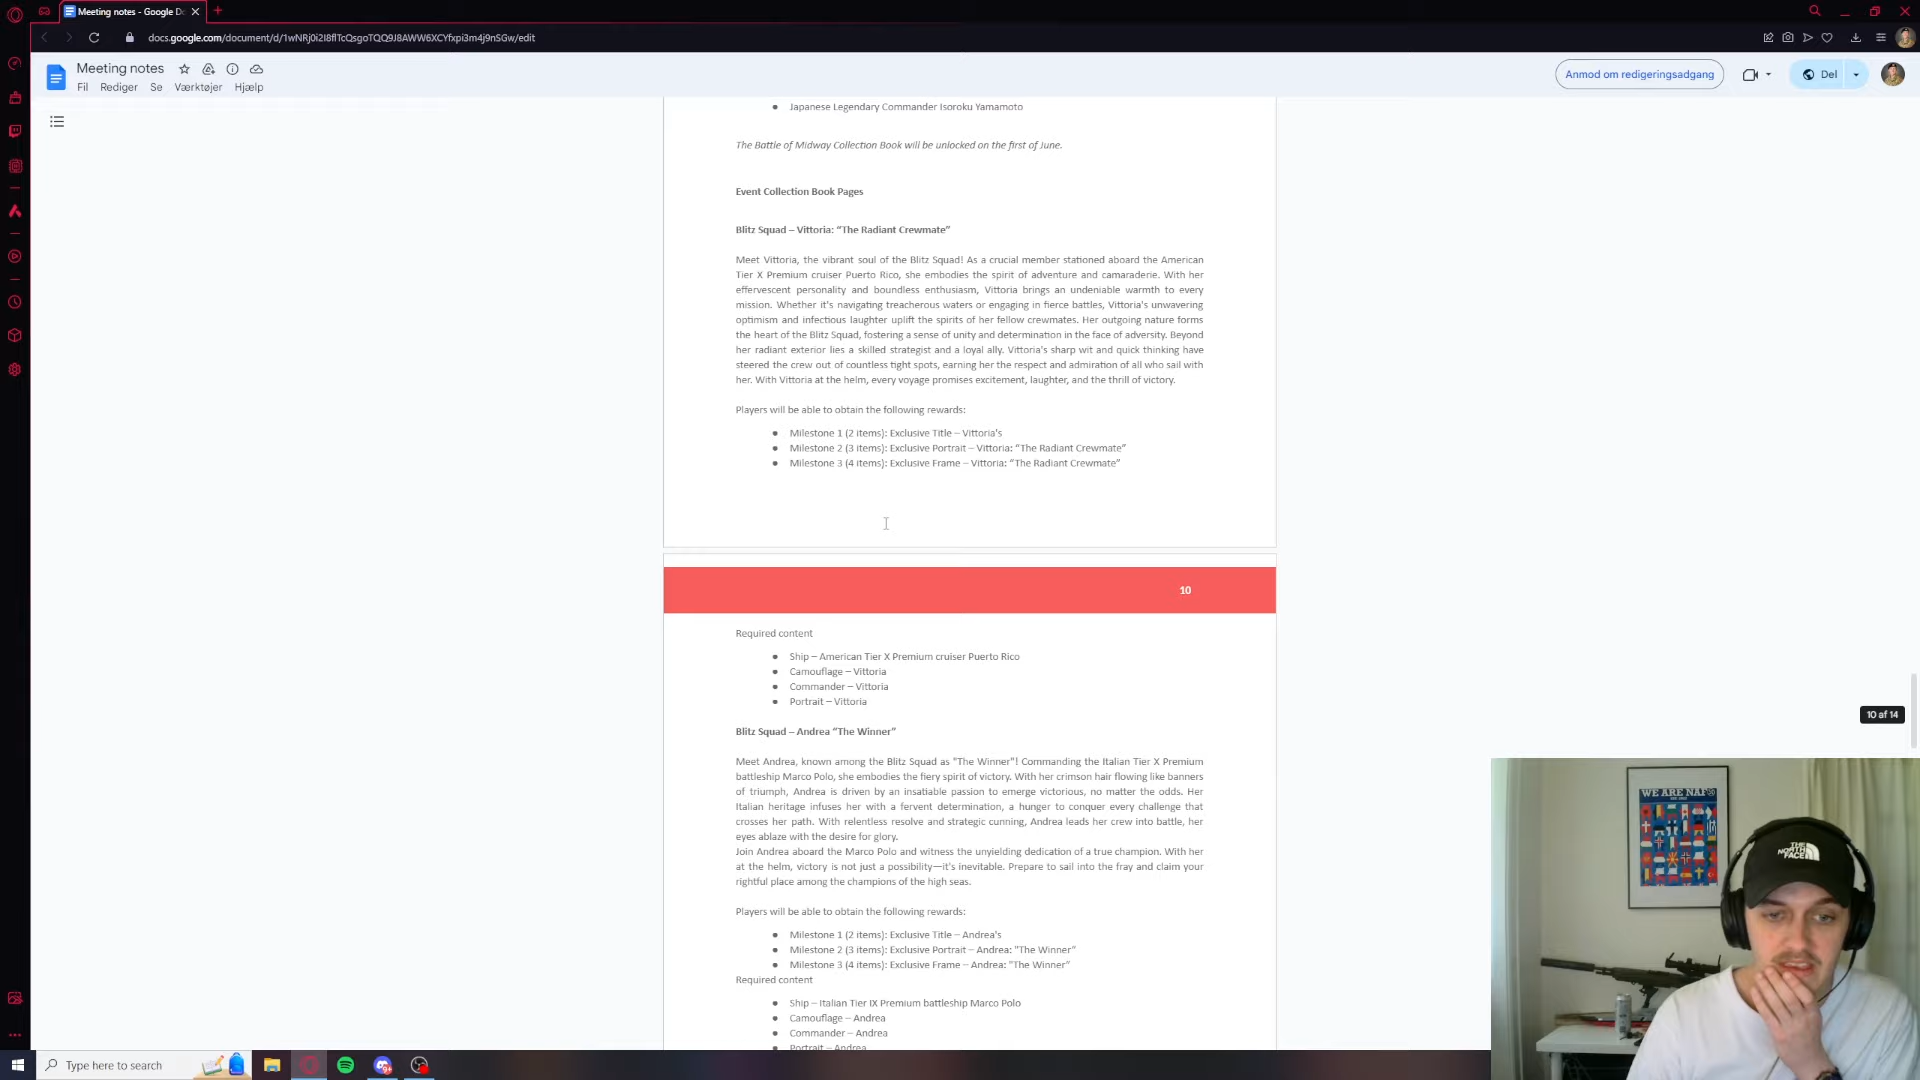 Meeting notes - Google Do
docs.google.com/document/d/1wNRj0i2I8flTcQsgoTQQ9J8AWW6XCYfxpi3m4j9nSGw/edit
Meeting notes
Fil Rediger Se Værktøjer Hjælp
Anmod om redigeringsadgang
Del
● Japanese Legendary Commander Isoroku Yamamoto
The Battle of Midway Collection Book will be unlocked on the first of June.
Event Collection Book Pages
Blitz Squad – Vittoria: “The Radiant Crewmate”
Meet Vittoria, the vibrant soul of the Blitz Squad! As a crucial member stationed aboard the American
Tier X Premium cruiser Puerto Rico, she embodies the spirit of adventure and camaraderie. With her
effervescent personality and boundless enthusiasm, Vittoria brings an undeniable warmth to every
mission. Whether it's navigating treacherous waters or engaging in fierce battles, Vittoria's unwavering
optimism and infectious laughter uplift the spirits of her fellow crewmates. Her outgoing nature forms
the heart of the Blitz Squad, fostering a sense of unity and determination in the face of adversity. Beyond
her radiant exterior lies a skilled strategist and a loyal ally. Vittoria's sharp wit and quick thinking have
steered the crew out of countless tight spots, earning her the respect and admiration of all who sail with
her. With Vittoria at the helm, every voyage promises excitement, laughter, and the thrill of victory.
Players will be able to obtain the following rewards:
● Milestone 1 (2 items): Exclusive Title – Vittoria's
● Milestone 2 (3 items): Exclusive Portrait – Vittoria: “The Radiant Crewmate”
● Milestone 3 (4 items): Exclusive Frame – Vittoria: “The Radiant Crewmate”
10
Required content
● Ship – American Tier X Premium cruiser Puerto Rico
● Camouflage – Vittoria
● Commander – Vittoria
● Portrait – Vittoria
10 af 14
Blitz Squad – Andrea “The Winner”
Meet Andrea, known among the Blitz Squad as "The Winner"! Commanding the Italian Tier X Premium
battleship Marco Polo, she embodies the fiery spirit of victory. With her crimson hair flowing like banners
of triumph, Andrea is driven by an insatiable passion to emerge victorious, no matter the odds. Her
Italian heritage infuses her with a fervent determination, a hunger to conquer every challenge that
crosses her path. With relentless resolve and strategic cunning, Andrea leads her crew into battle, her
eyes ablaze with the desire for glory.
Join Andrea aboard the Marco Polo and witness the unyielding dedication of a true champion. With her
at the helm, victory is not just a possibility—it's inevitable. Prepare to sail into the fray and claim your
rightful place among the champions of the high seas.
Players will be able to obtain the following rewards:
● Milestone 1 (2 items): Exclusive Title – Andrea's
● Milestone 2 (3 items): Exclusive Portrait – Andrea: "The Winner”
● Milestone 3 (4 items): Exclusive Frame – Andrea: "The Winner”
Required content
● Ship – Italian Tier IX Premium battleship Marco Polo
● Camouflage – Andrea
● Commander – Andrea
● Portrait – Andrea
WE ARE NAF
THE NORTH FACE
Type here to search